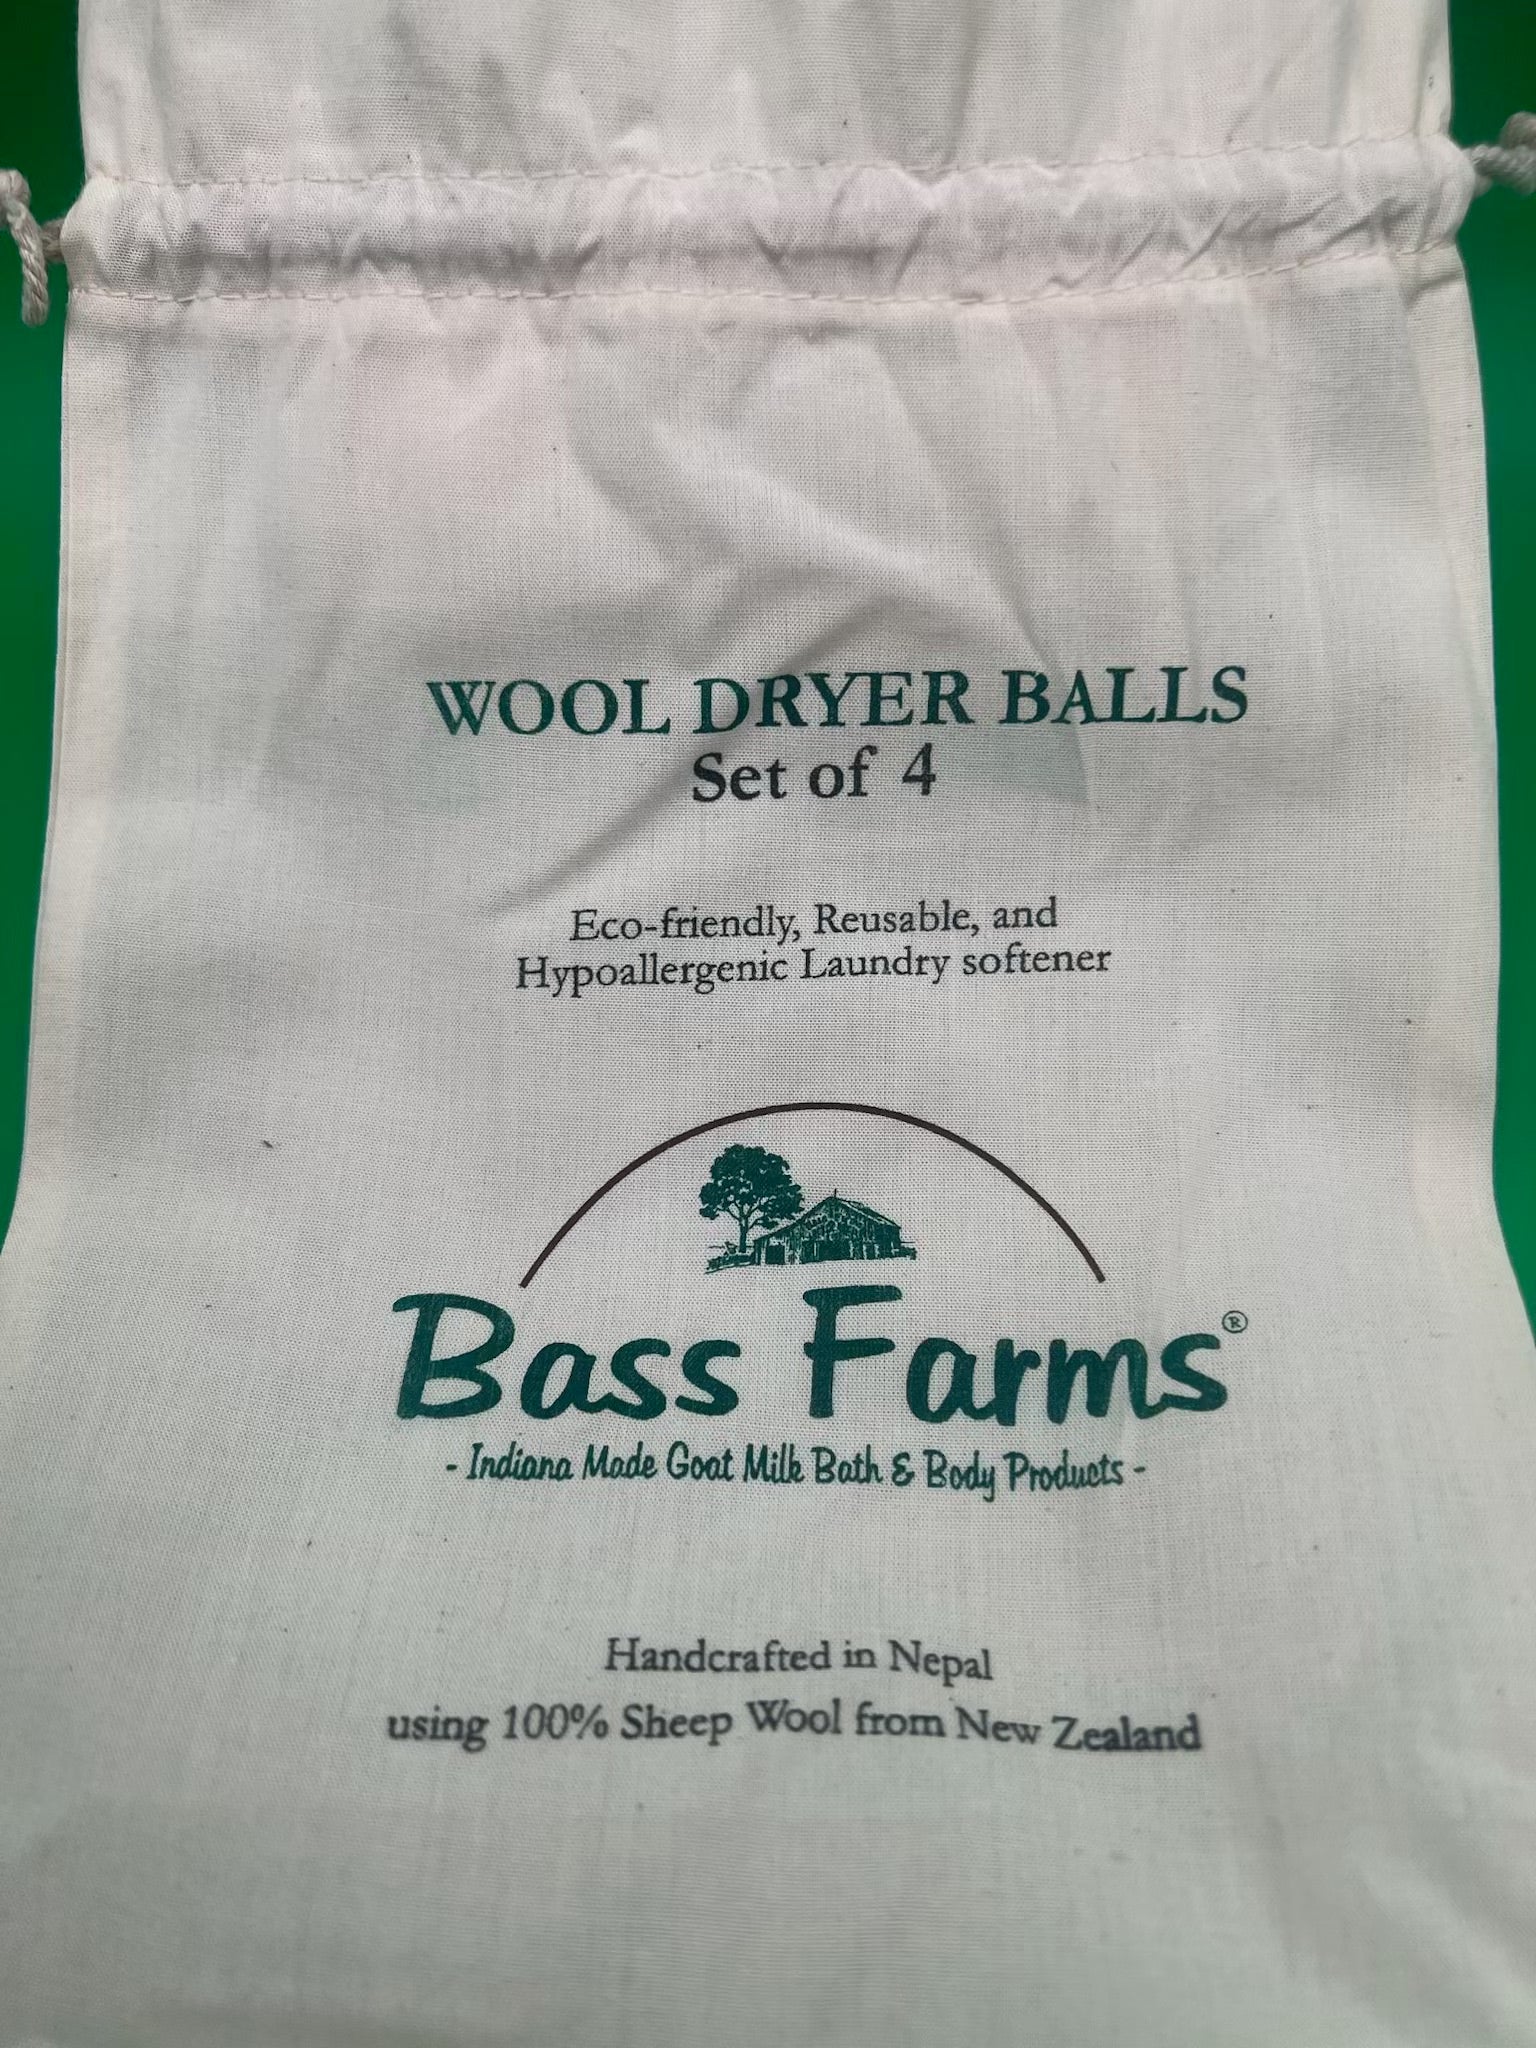 WOOL DRYER BALLS
Set of 4
Eco-friendly, Reusable, and
Hypoallergenic Laundry softener
Bass Farms®
- Indiana Made Goat Milk Bath & Body Products -
Handcrafted in Nepal
using 100% Sheep Wool from New Zealand